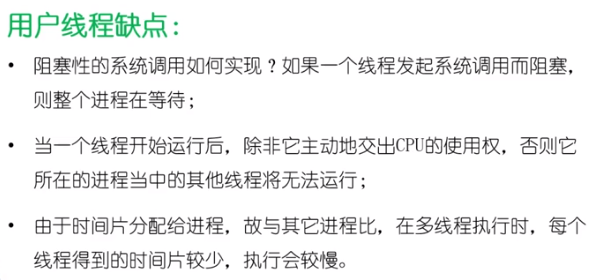 用户线程缺点：
• 阻塞性的系统调用如何实现？如果一个线程发起系统调用而阻塞，
则整个进程在等待；
• 当一个线程开始运行后，除非它主动地交出CPU的使用权，否则它
所在的进程当中的其他线程将无法运行；
• 由于时间片分配给进程，故与其它进程比，在多线程执行时，每个
线程得到的时间片较少，执行会较慢。